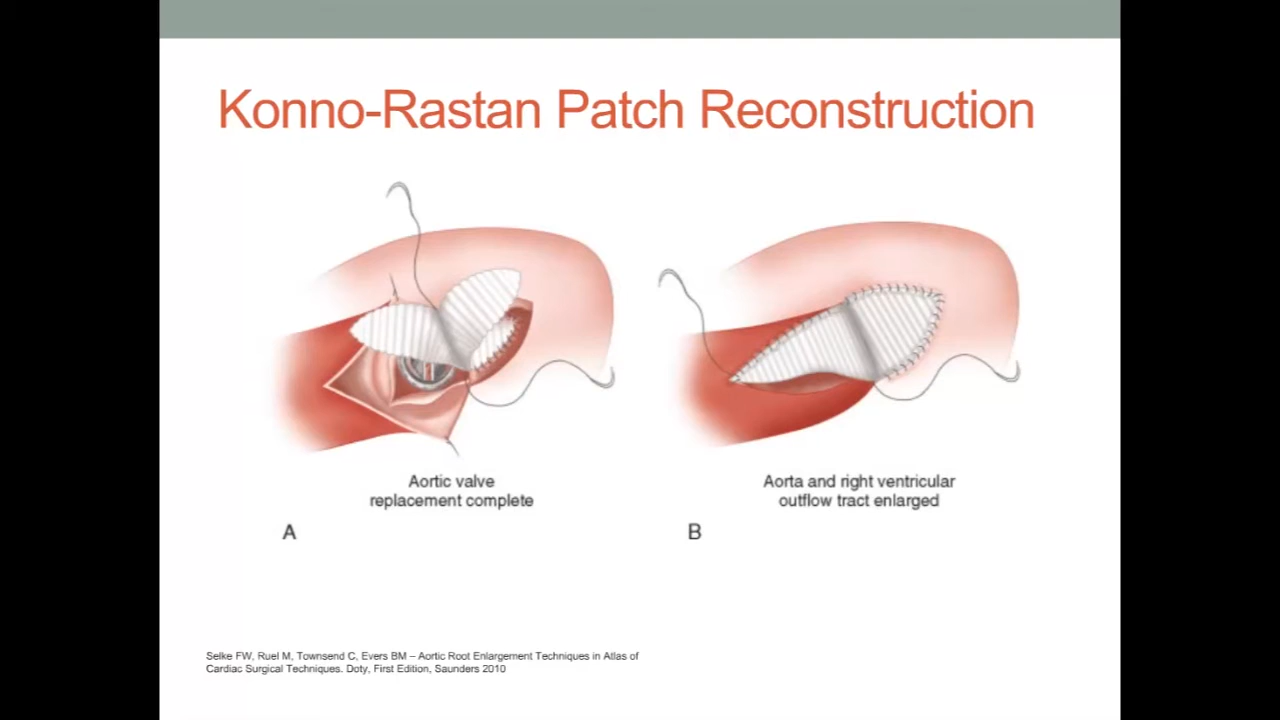 Konno-Rastan Patch Reconstruction
Aortic valve
replacement complete
A
Aorta and right ventricular
outflow tract enlarged
B
Selke FW, Ruel M, Townsend C, Evers BM – Aortic Root Enlargement Techniques in Atlas of
Cardiac Surgical Techniques. Doty, First Edition, Saunders 2010